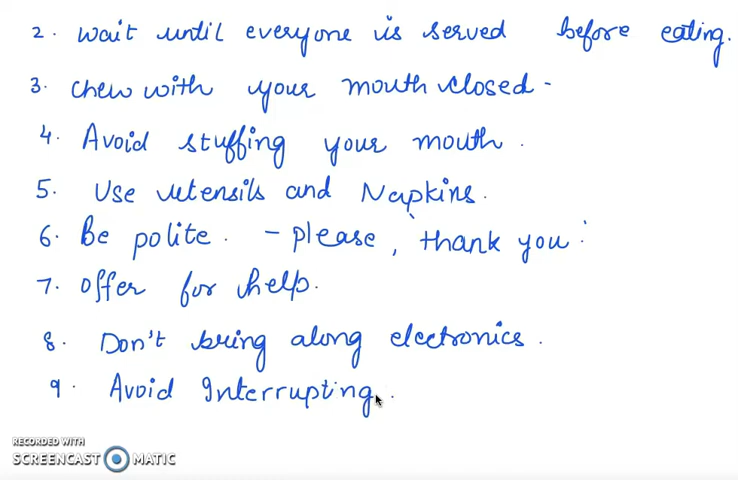 2. wait until everyone is served before eating.
3. Chew with your mouth closed -
4. Avoid stuffing your mouth.
5. Use utensils and Napkins.
6. Be polite. - please, thank you.
7. Offer for help.
8. Don't bring along electronics.
9. Avoid Interrupting.
RECORDED WITH
SCREENCAST MATIC